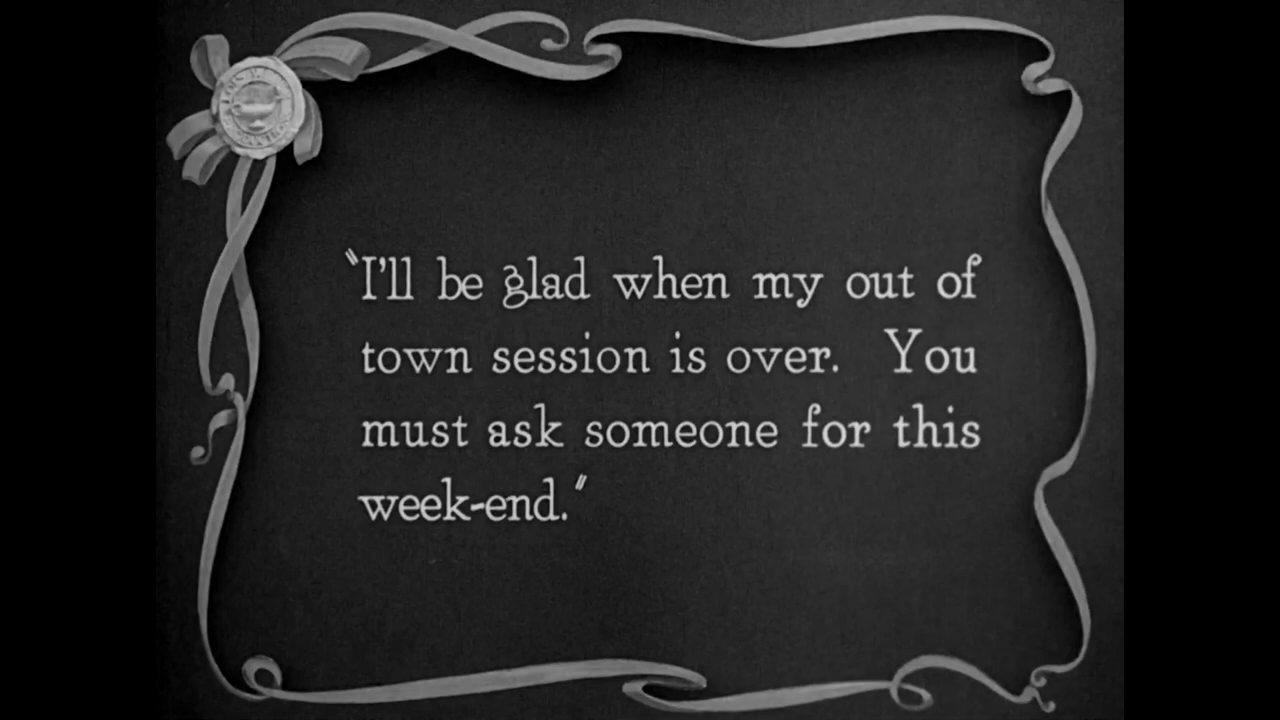 "I'll be glad when my out of
town session is over. You
must ask someone for this
week-end."